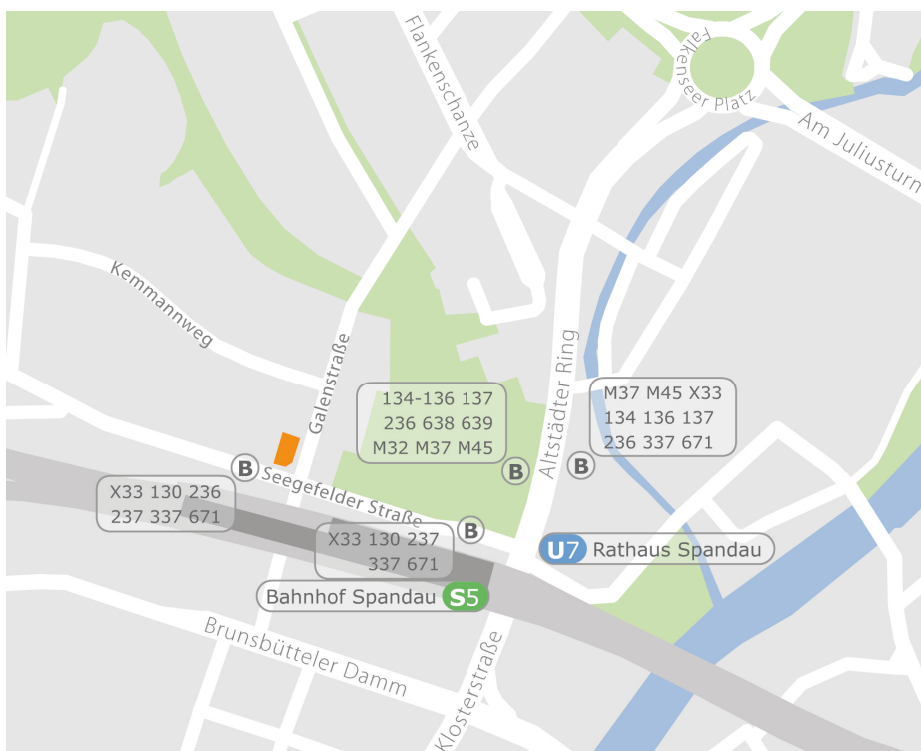 Flankenschanze
Falkenseer Platz
Am Juliusturm
Kemmannweg
Galenstraße
Altstädter Ring
134-136 137
236 638 639
M32 M37 M45
M37 M45 X33
134 136 137
236 337 671
B
B
B
Seegefelder Straße
X33 130 236
237 337 671
B
X33 130 237
337 671
U7 Rathaus Spandau
Bahnhof Spandau S5
Brunsbütteler Damm
Klosterstraße